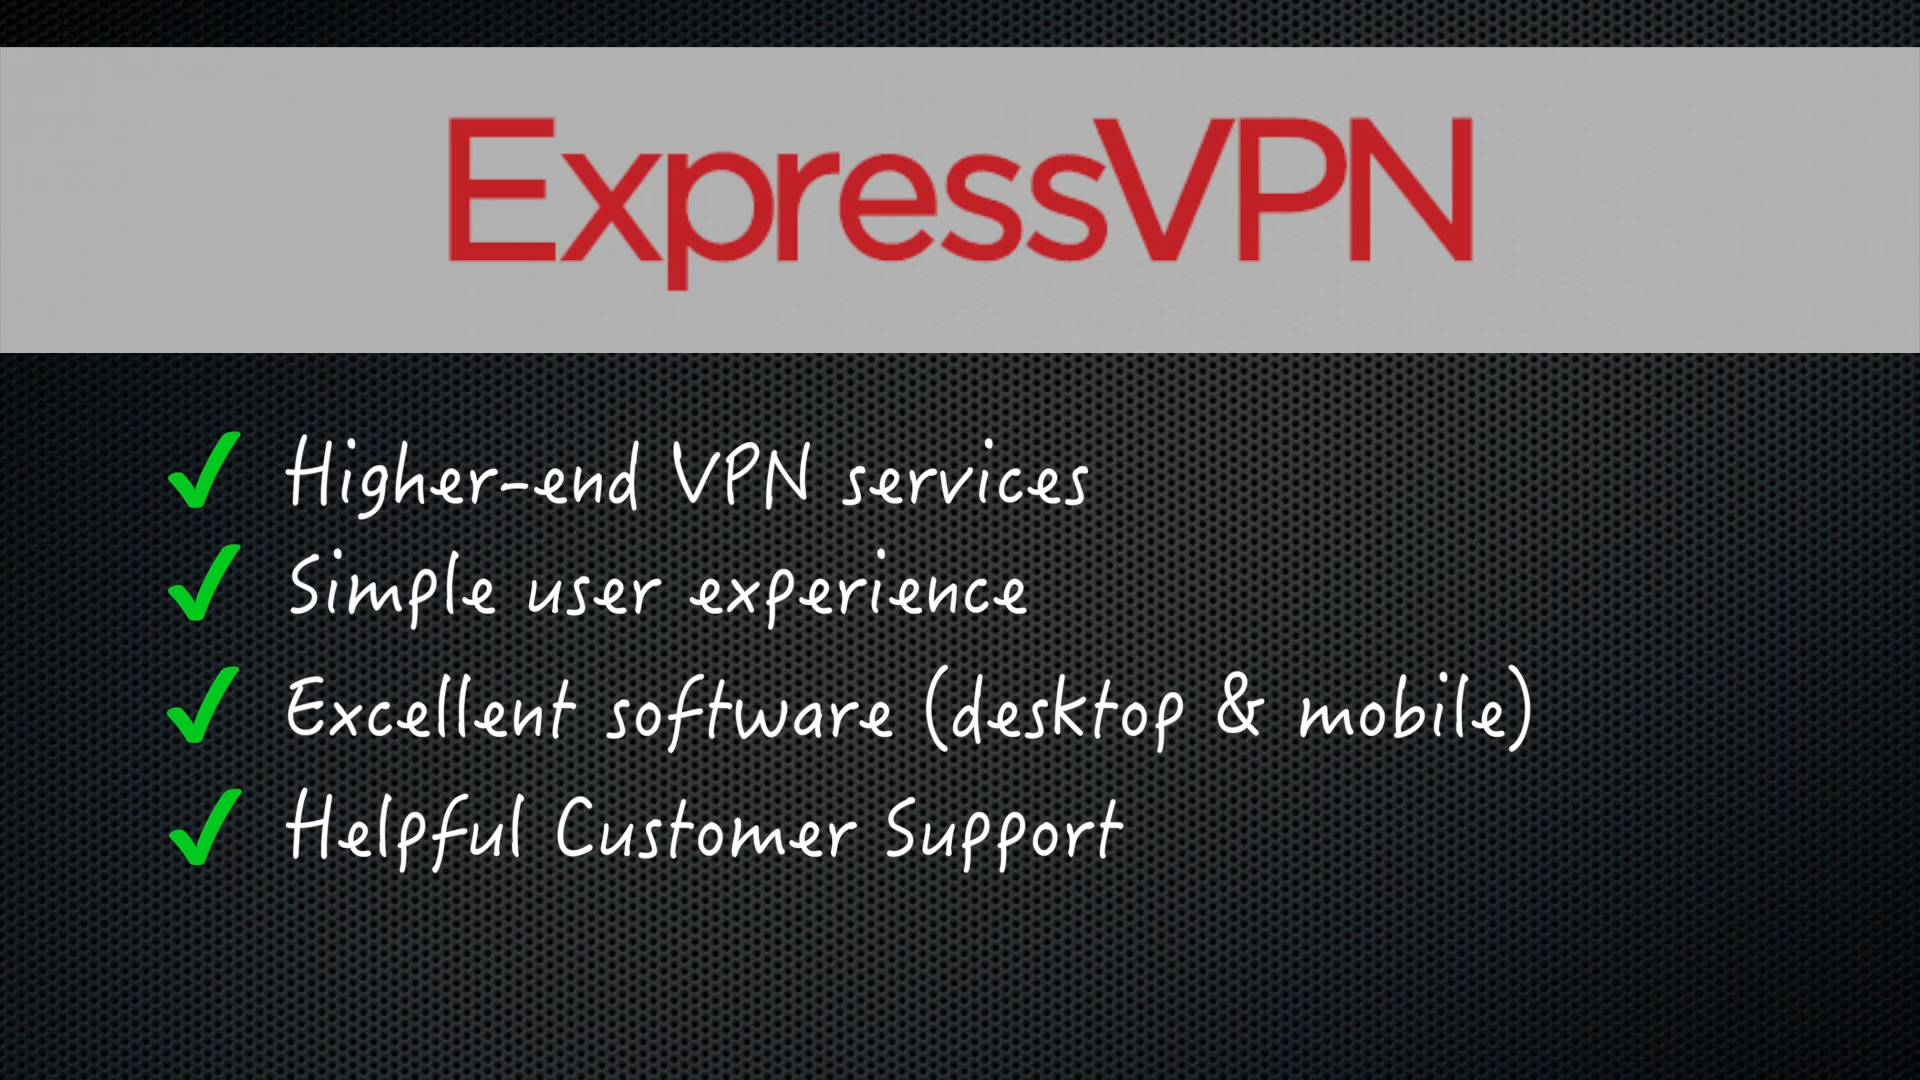 ExpressVPN
Higher-end VPN services
Simple user experience
Excellent software (desktop & mobile)
Helpful Customer Support